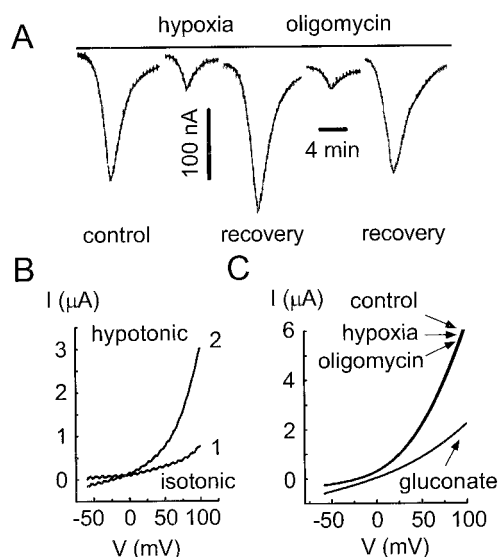 A
hypoxia oligomycin
100 nA
4 min
control recovery recovery
B
I (μA)
hypotonic
2
3
2
1
1
0
isotonic
-50 0 50 100
V (mV)
C
I (μA)
control
hypoxia
oligomycin
6
4
2
0
gluconate
-50 0 50 100
V (mV)